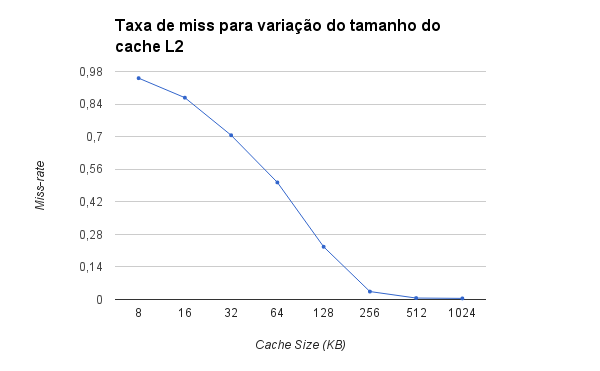 Taxa de miss para variação do tamanho do
cache L2
0,98
0,84
0,7
0,56
0,42
0,28
0,14
0
Miss-rate
8 16 32 64 128 256 512 1024
Cache Size (KB)